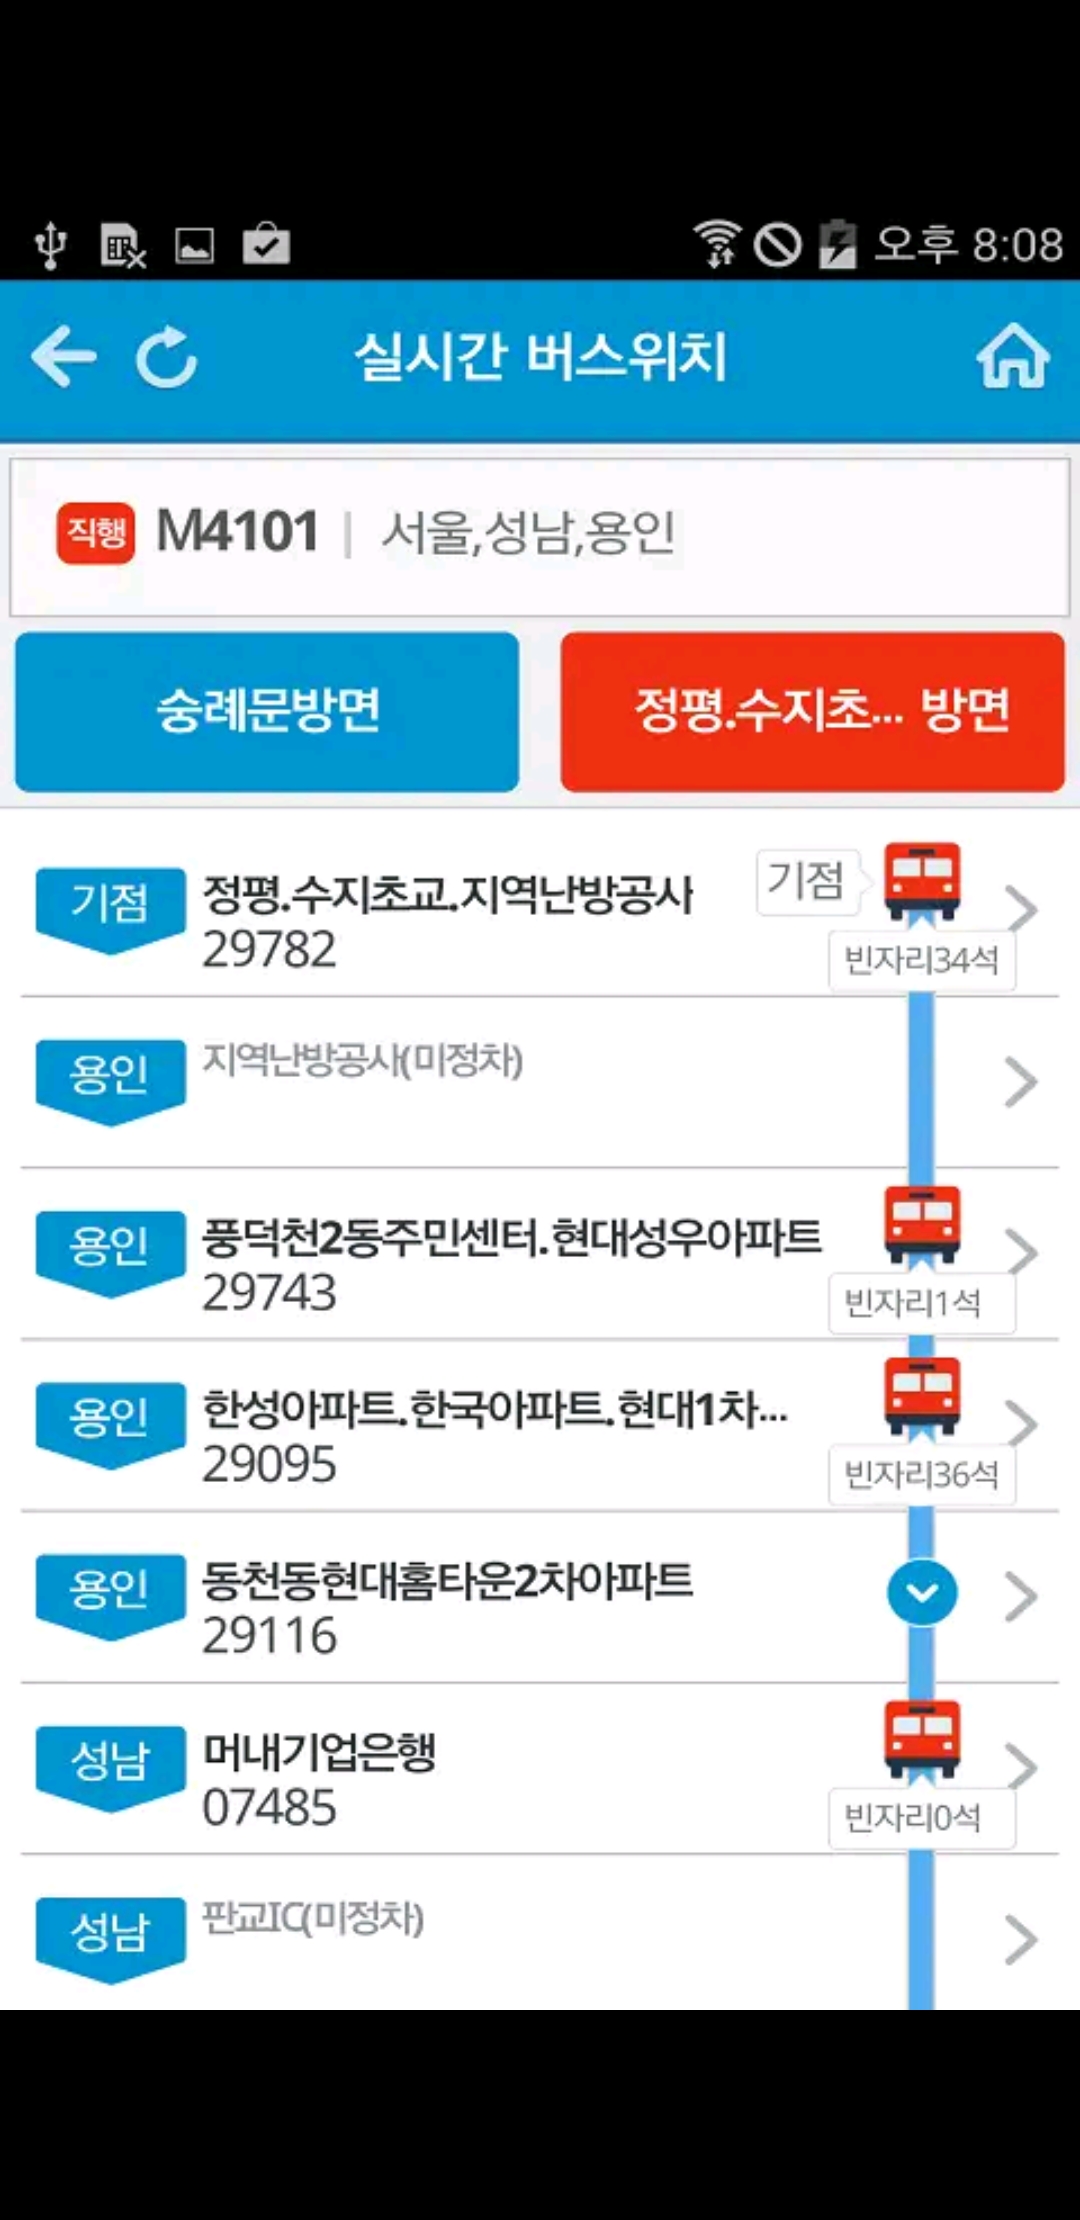 오후 8:08
실시간 버스위치
직행 M4101 | 서울,성남,용인
숭례문방면
정평.수지초... 방면
기점 정평.수지초교.지역난방공사 기점
29782 빈자리34석
용인 지역난방공사(미정차)
용인 풍덕천2동주민센터.현대성우아파트
29743 빈자리1석
용인 한성아파트.한국아파트.현대1차...
29095 빈자리36석
용인 동천동현대홈타운2차아파트
29116
성남 머내기업은행
07485 빈자리0석
성남 판교IC(미정차)